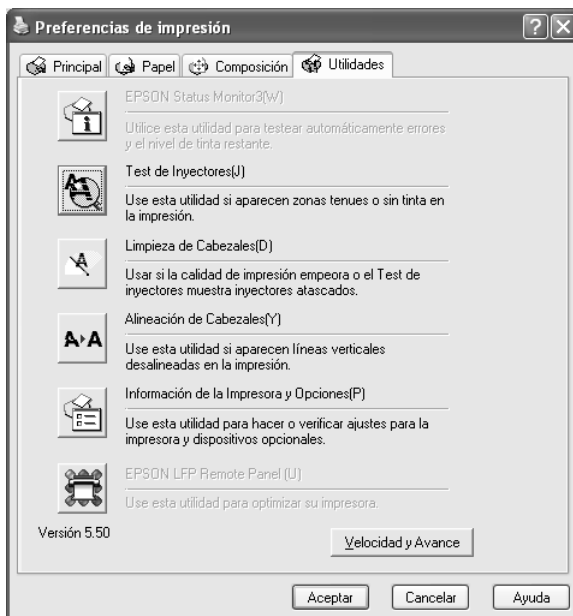 Preferencias de impresión
Principal
Papel
Composición
Utilidades
EPSON Status Monitor3(W)
Utilice esta utilidad para testear automáticamente errores
y el nivel de tinta restante.
Test de Inyectores(J)
Use esta utilidad si aparecen zonas tenues o sin tinta en
la impresión.
Limpieza de Cabezales(D)
Usar si la calidad de impresión empeora o el Test de
inyectores muestra inyectores atascados.
Alineación de Cabezales(Y)
Use esta utilidad si aparecen líneas verticales
desalineadas en la impresión.
Información de la Impresora y Opciones(P)
Use esta utilidad para hacer o verificar ajustes para la
impresora y dispositivos opcionales.
EPSON LFP Remote Panel (U)
Use esta utilidad para optimizar su impresora.
Versión 5.50
Velocidad y Avance
Aceptar
Cancelar
Ayuda